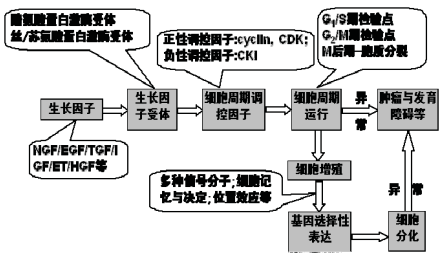 酪氨蛋白激酶受体
丝/苏氨蛋白激酶受体
正性调控因子:cyclin, CDK;
负性调控因子:CKI
G1/S期检验点
G2/M期检验点
M后期-胞质分裂
生长因子
生长因
子受体
细胞周期调
控因子
细胞周期
运行
异
常
肿瘤与发育
障碍等
NGF/EGF/TGF/I
GF/ET/HGF等
细胞增殖
多种信号分子;细胞记
忆与决定;位置效应等
异 常
基因选择性
表达
细胞
分化